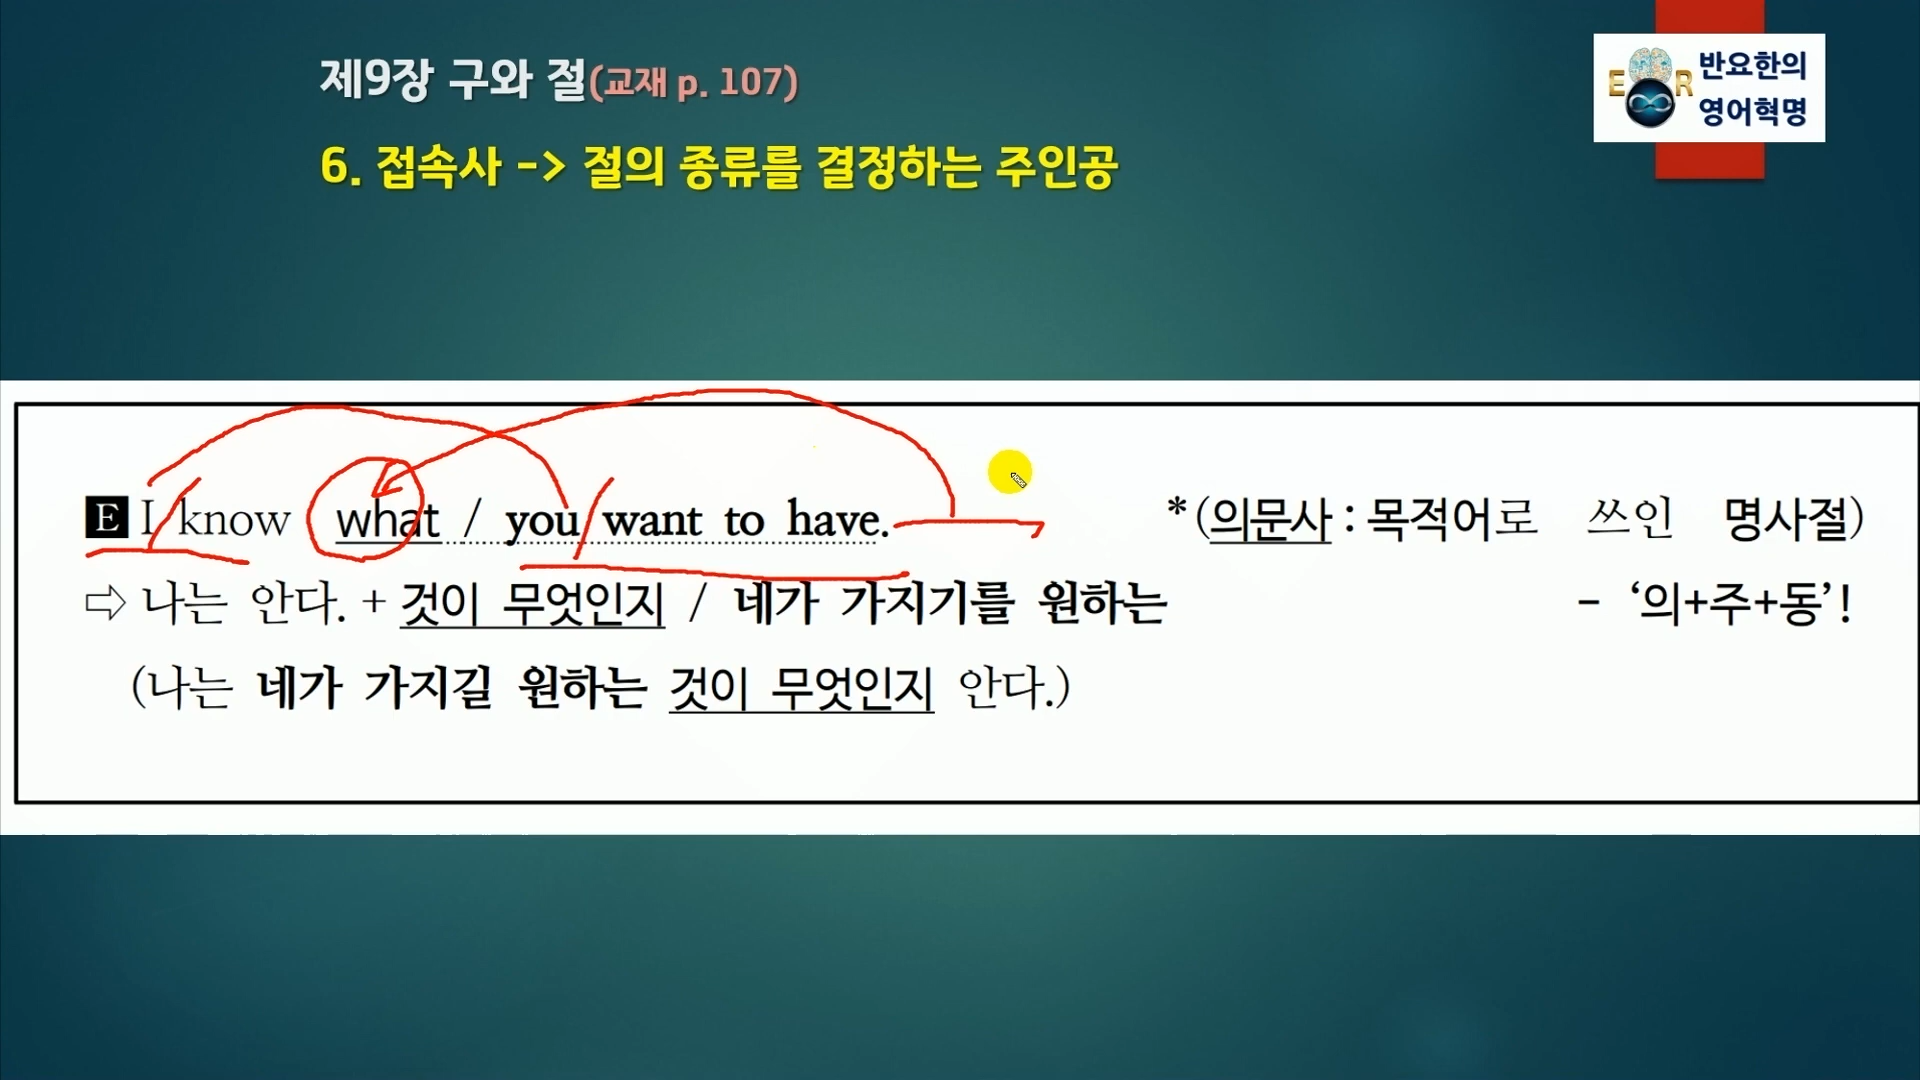 제9장 구와 절(교재 p. 107)
6. 접속사 -> 절의 종류를 결정하는 주인공
E R 반요한의
영어혁명
E I know what / you want to have. *(의문사 : 목적어로 쓰인 명사절)
⇨ 나는 안다. + 것이 무엇인지 / 네가 가지기를 원하는 - ‘의+주+동’!
(나는 네가 가지길 원하는 것이 무엇인지 안다.)